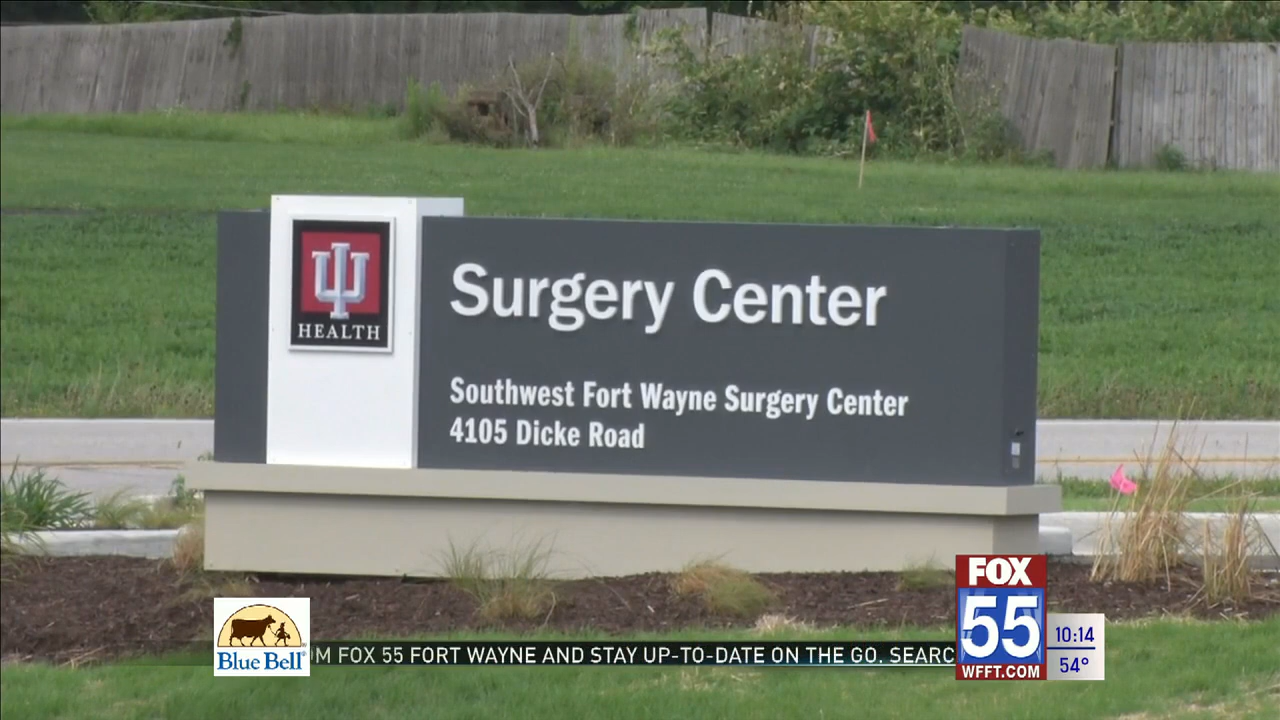 IU
HEALTH
Surgery Center
Southwest Fort Wayne Surgery Center
4105 Dicke Road
Blue Bell®
M FOX 55 FORT WAYNE AND STAY UP-TO-DATE ON THE GO. SEARC
FOX
55
WFFT.COM
10:14
54°